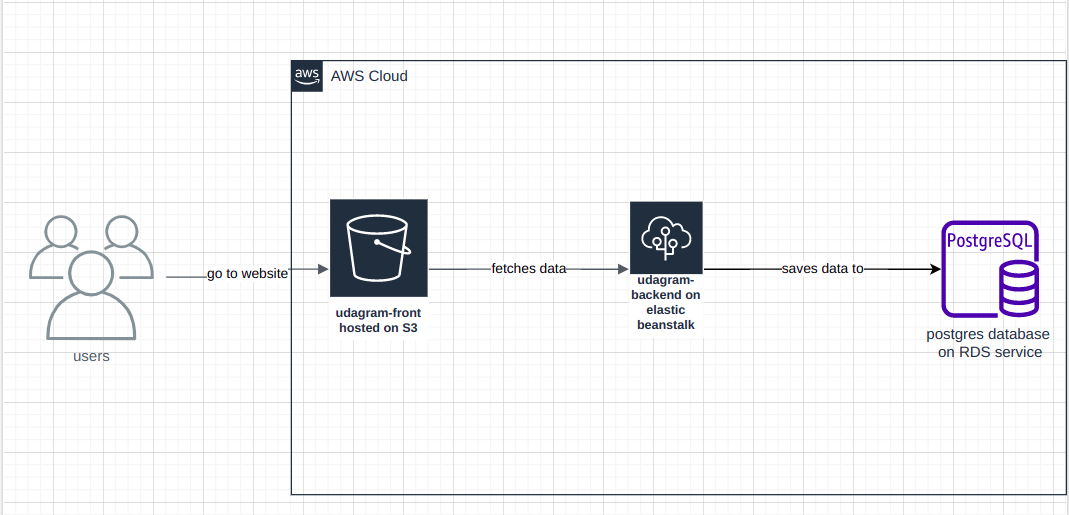 aws
AWS Cloud
go to website
fetches data
saves data to
PostgreSQL
users
udagram-front
hosted on S3
udagram-
backend on
elastic
beanstalk
postgres database
on RDS service